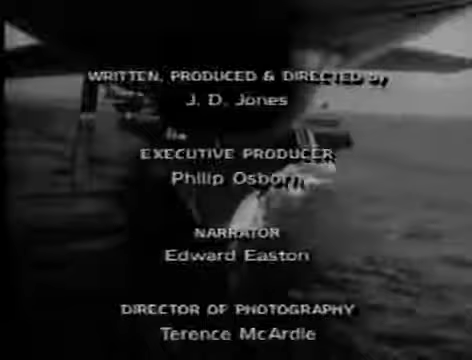 WRITTEN, PRODUCED & DIRECTED by
J. D. Jones
EXECUTIVE PRODUCER
Philip Osborn
NARRATOR
Edward Easton
DIRECTOR OF PHOTOGRAPHY
Terence McArdle